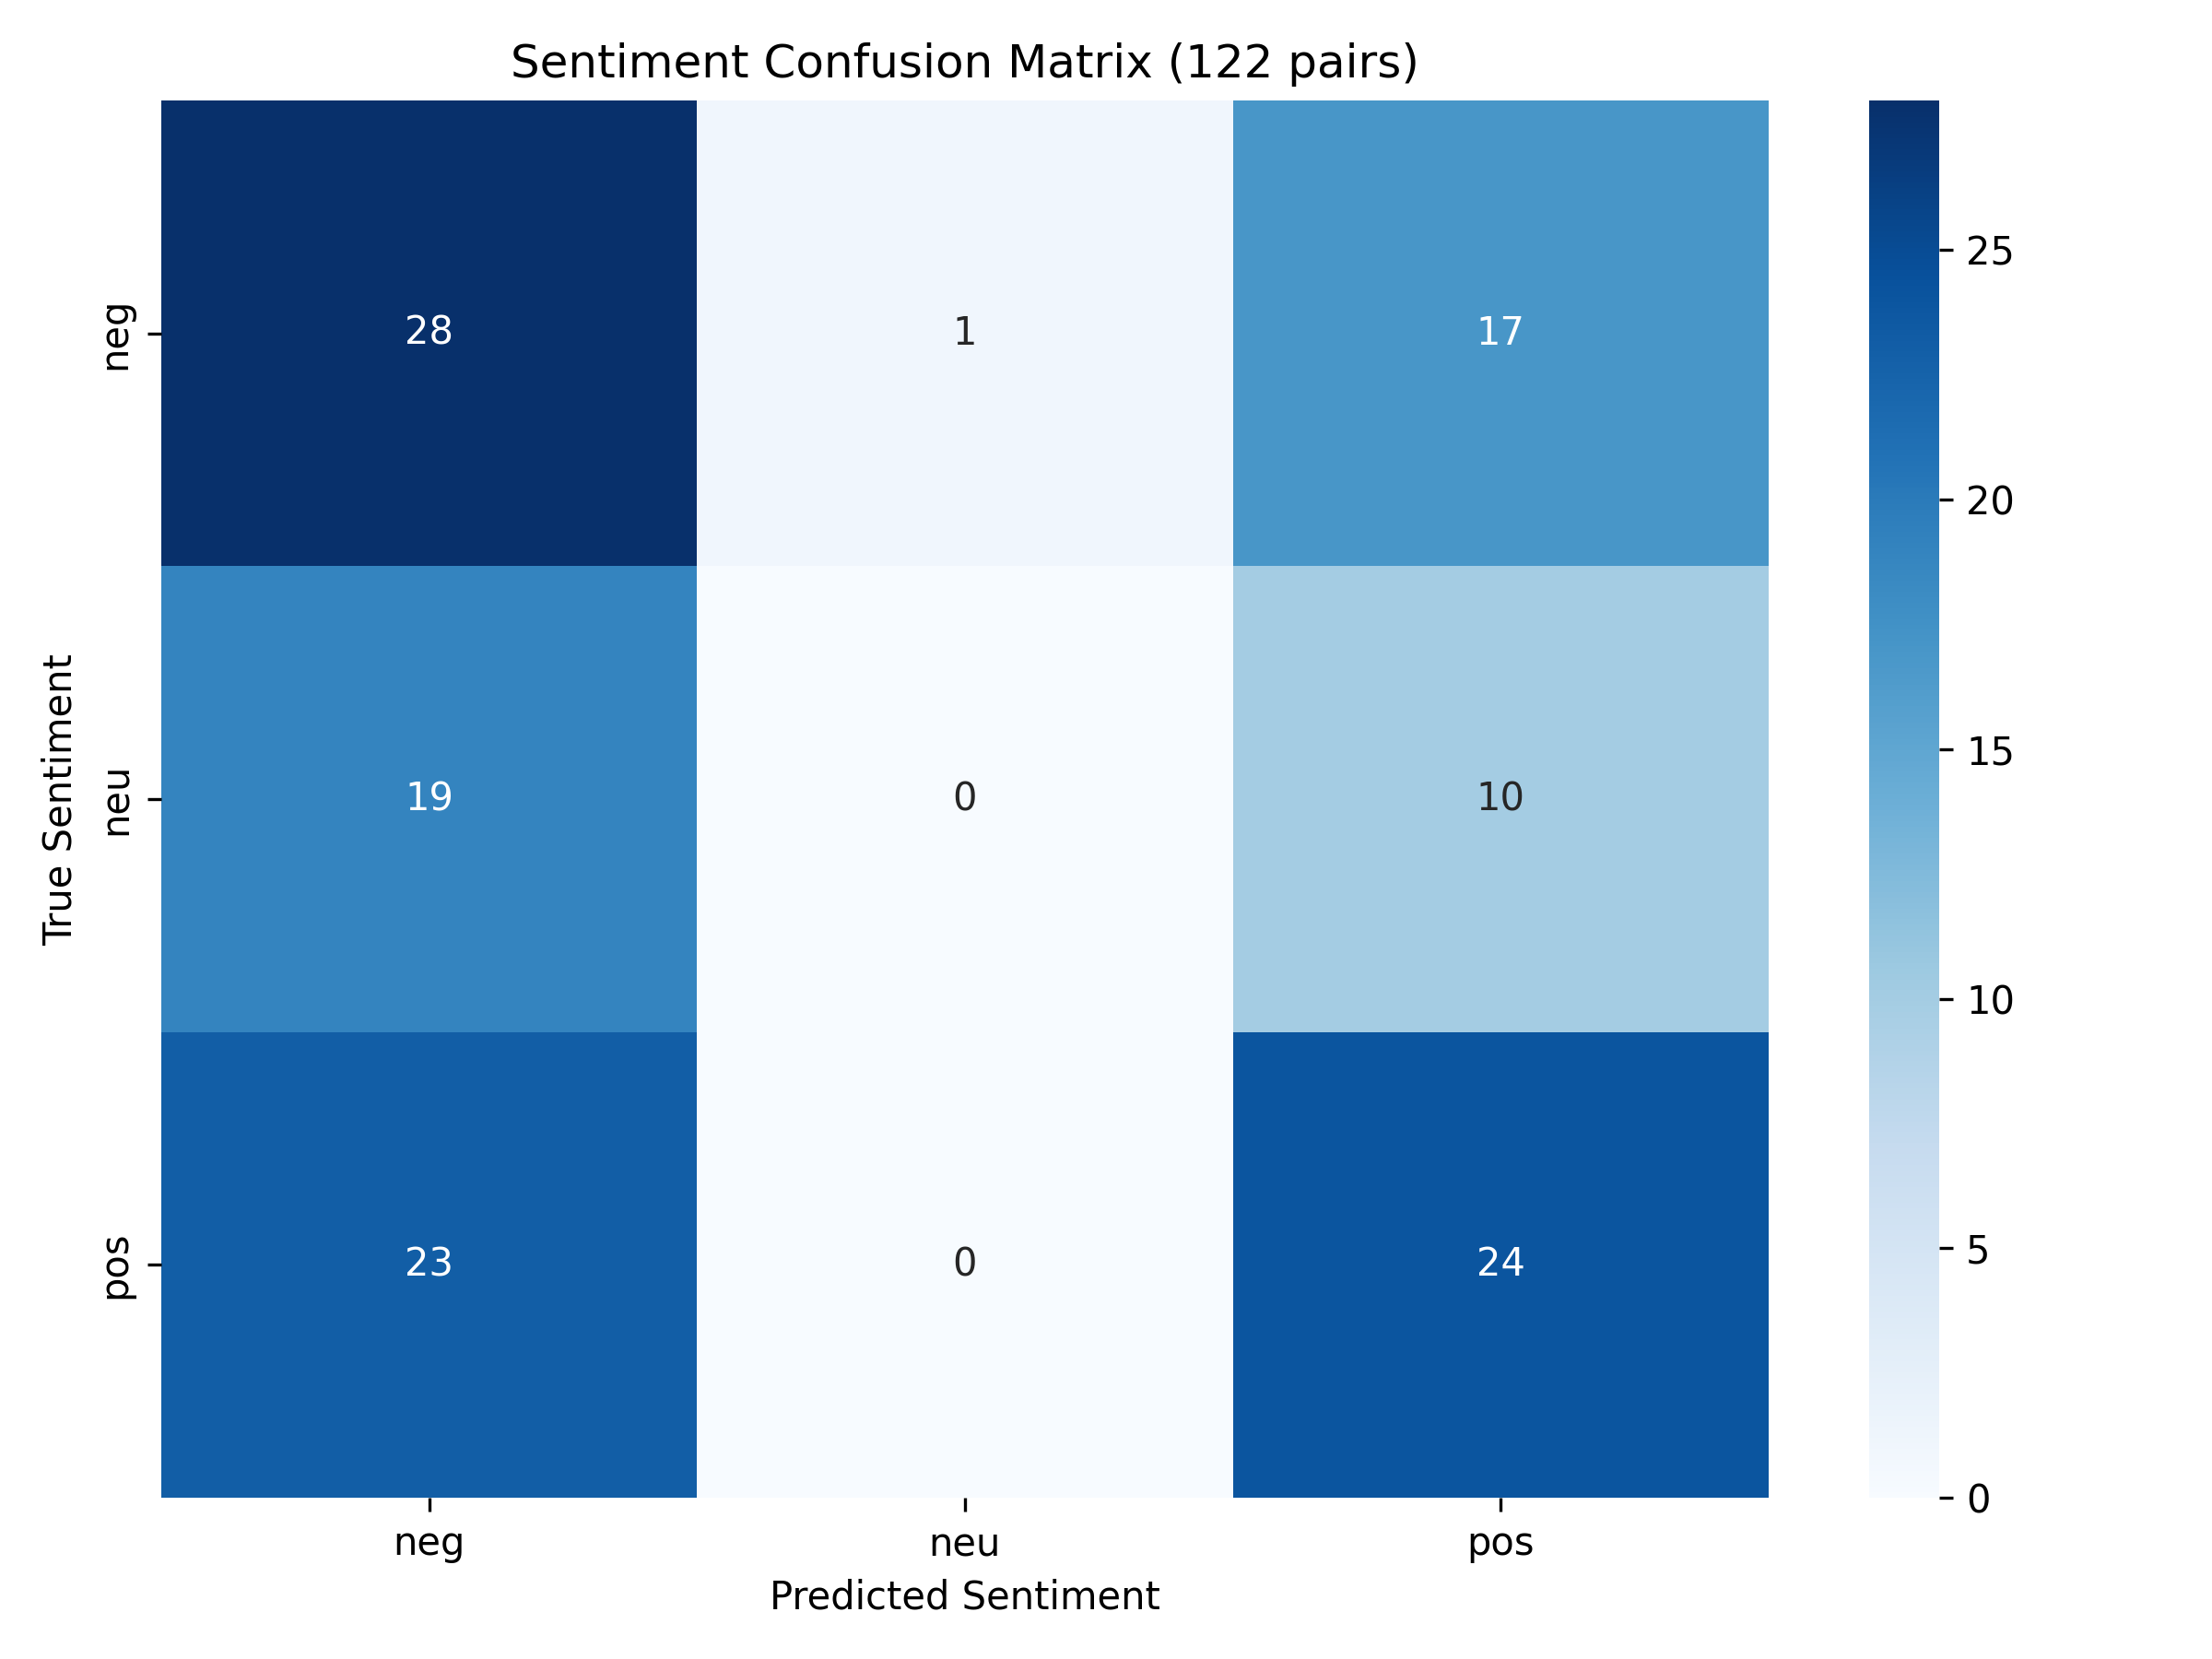 Sentiment Confusion Matrix (122 pairs)
True Sentiment
neg
28 1 17
neu
19 0 10
pos
23 0 24
neg neu pos
Predicted Sentiment
25
20
15
10
5
0